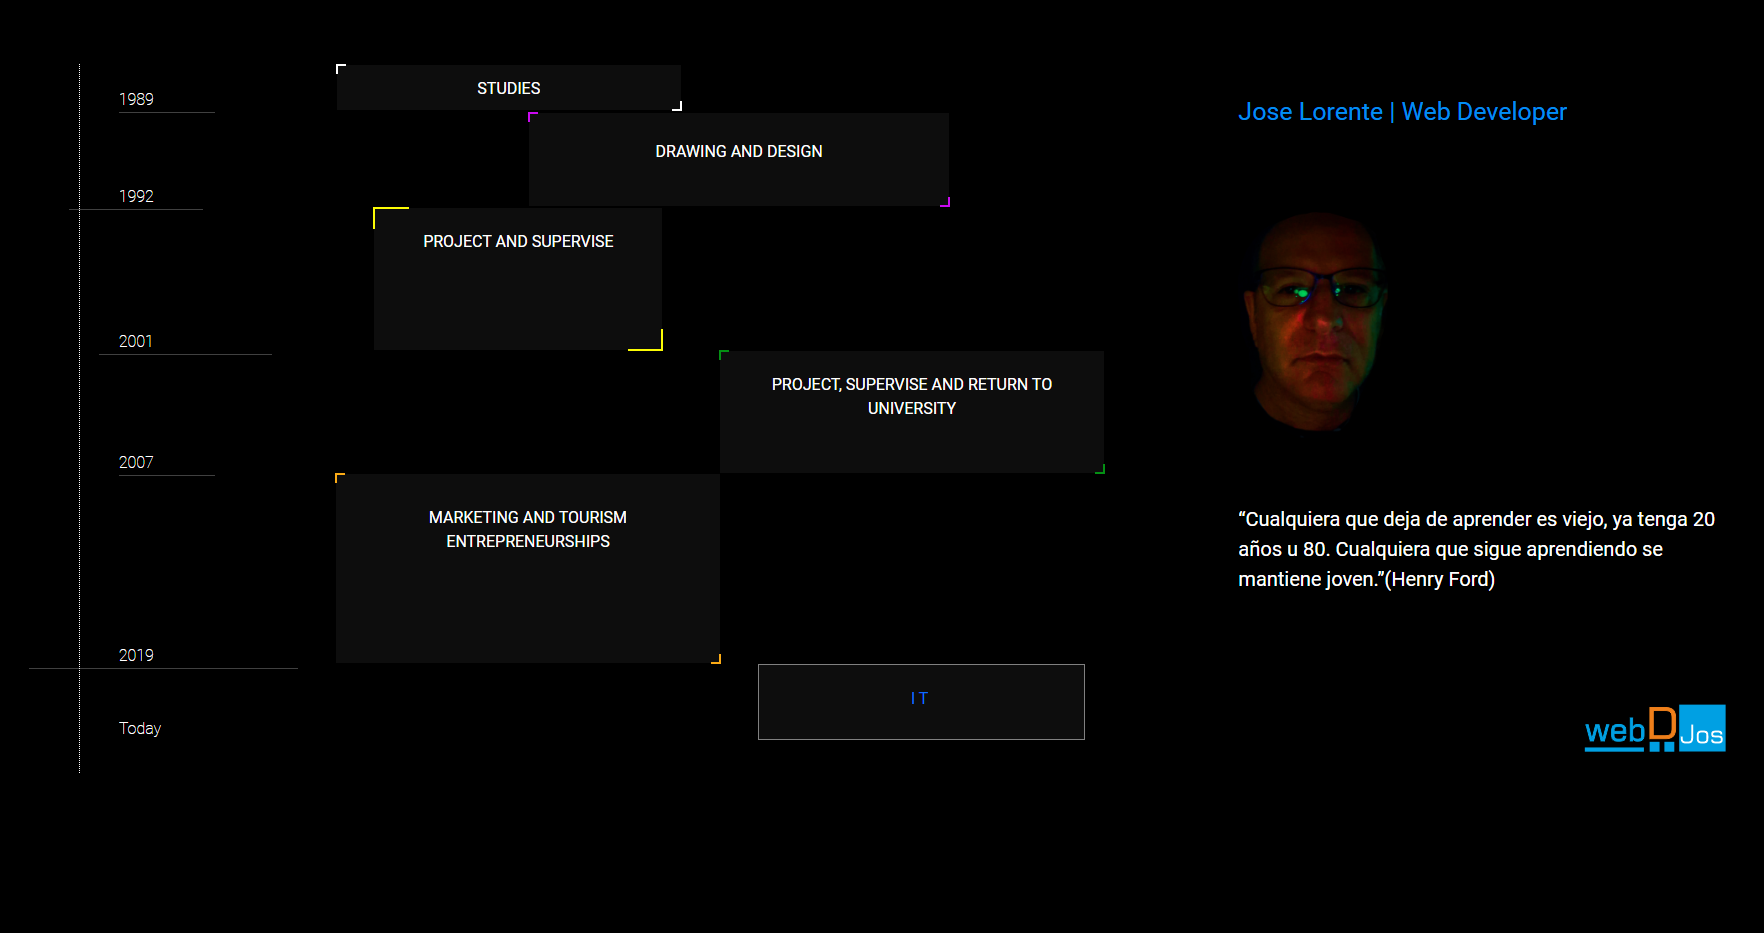 1989
1992
2001
2007
2019
Today
STUDIES
DRAWING AND DESIGN
PROJECT AND SUPERVISE
PROJECT, SUPERVISE AND RETURN TO
UNIVERSITY
MARKETING AND TOURISM
ENTREPRENEURSHIPS
IT
Jose Lorente | Web Developer
“Cualquiera que deja de aprender es viejo, ya tenga 20
años u 80. Cualquiera que sigue aprendiendo se
mantiene joven.”(Henry Ford)
webD Jos